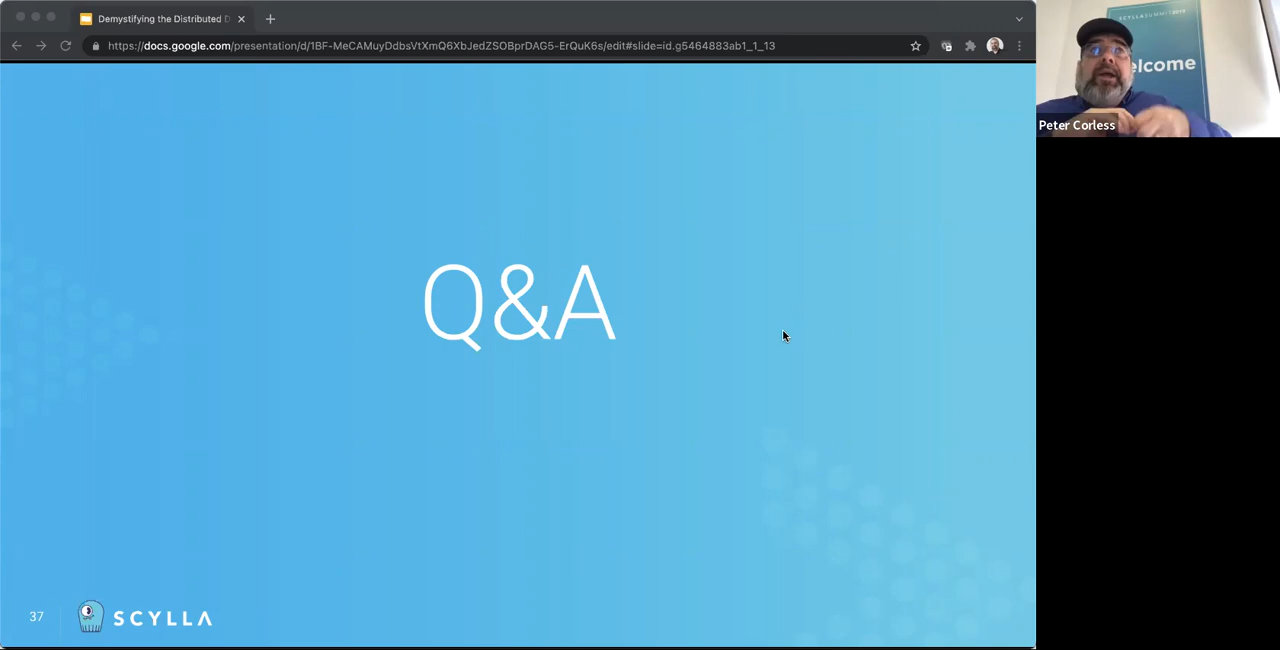 Demystifying the Distributed D
https://docs.google.com/presentation/d/1BF-MeCAMuyDdbsVtXmQ6XbJedZSOBprDAG5-ErQuK6s/edit#slide=id.g5464883ab1_1_13
SCYLLASUMMIT2019
elcome
Peter Corless
Q&A
37
SCYLLA